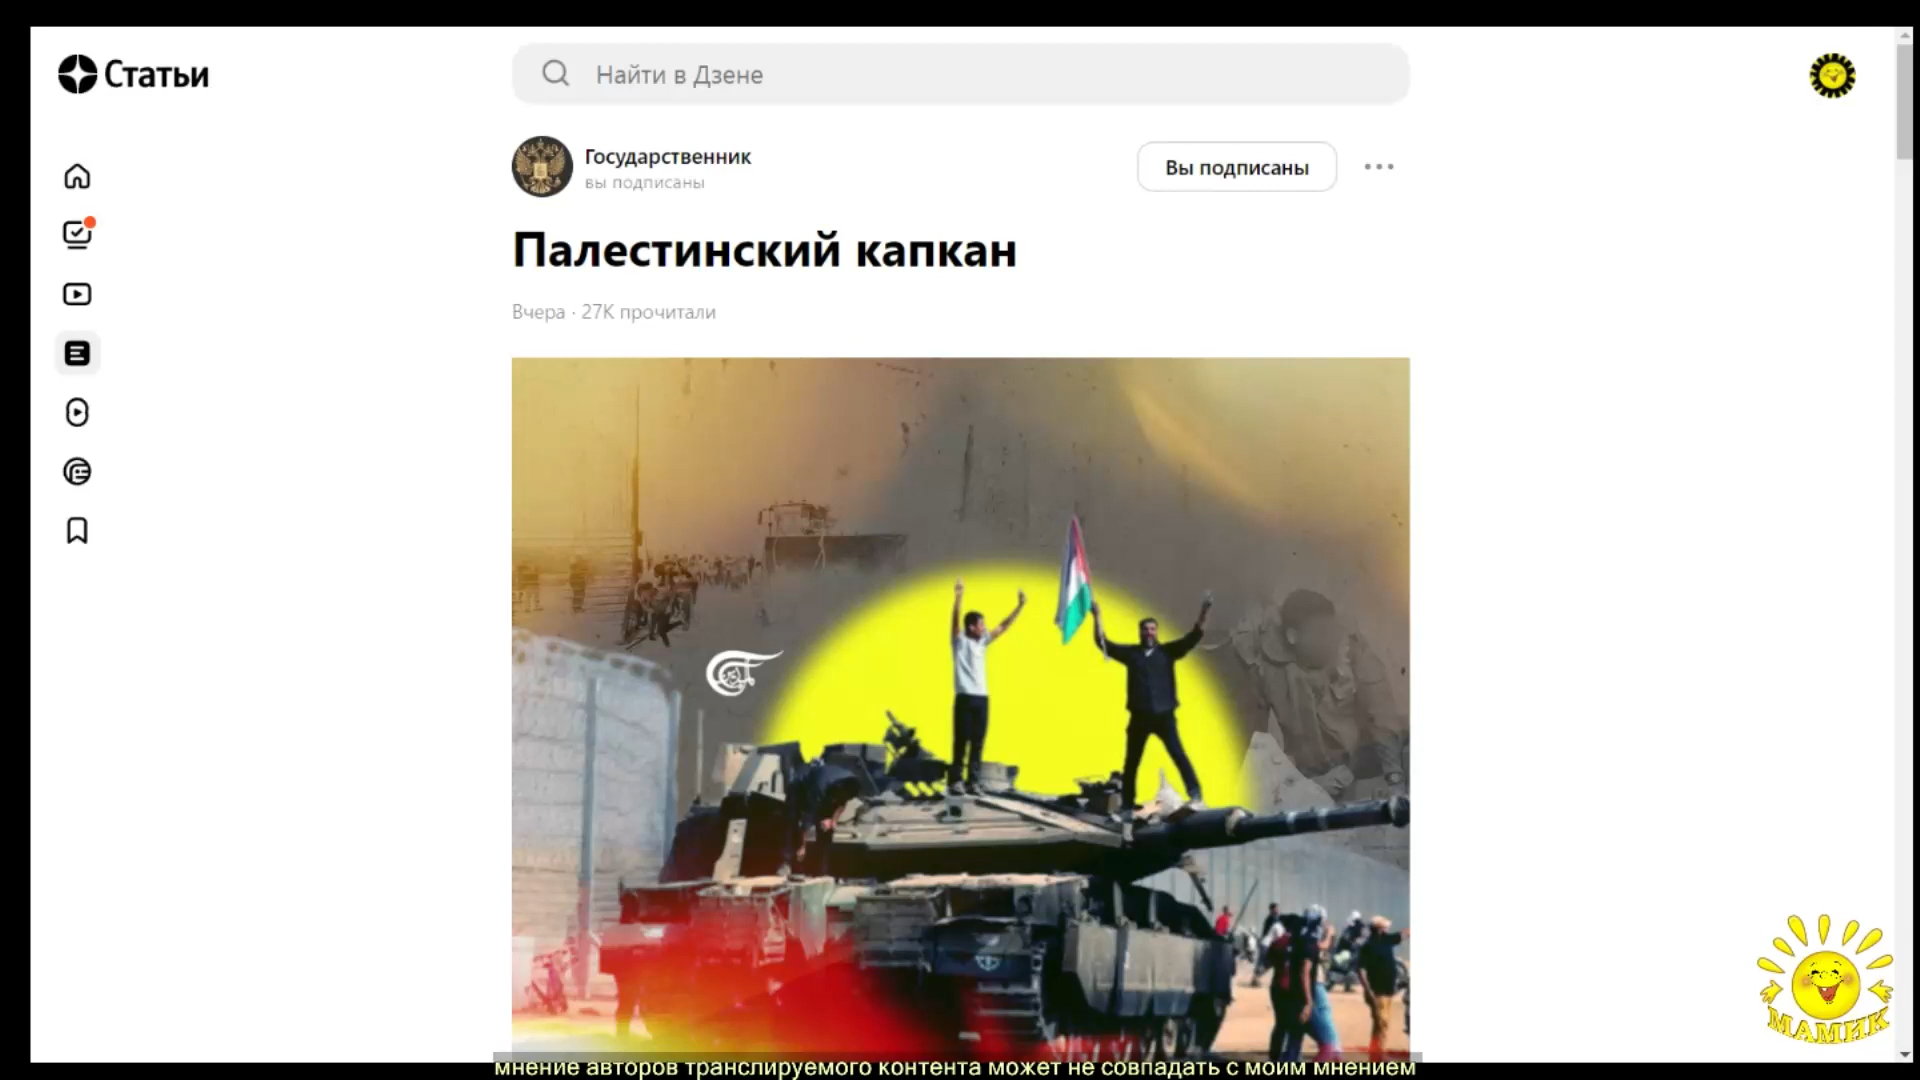 Статьи
Найти в Дзене
Государственник
вы подписаны
Вы подписаны
Палестинский капкан
Вчера · 27К прочитали
МАМИК
мнение авторов транслируемого контента может не совпадать с моим мнением